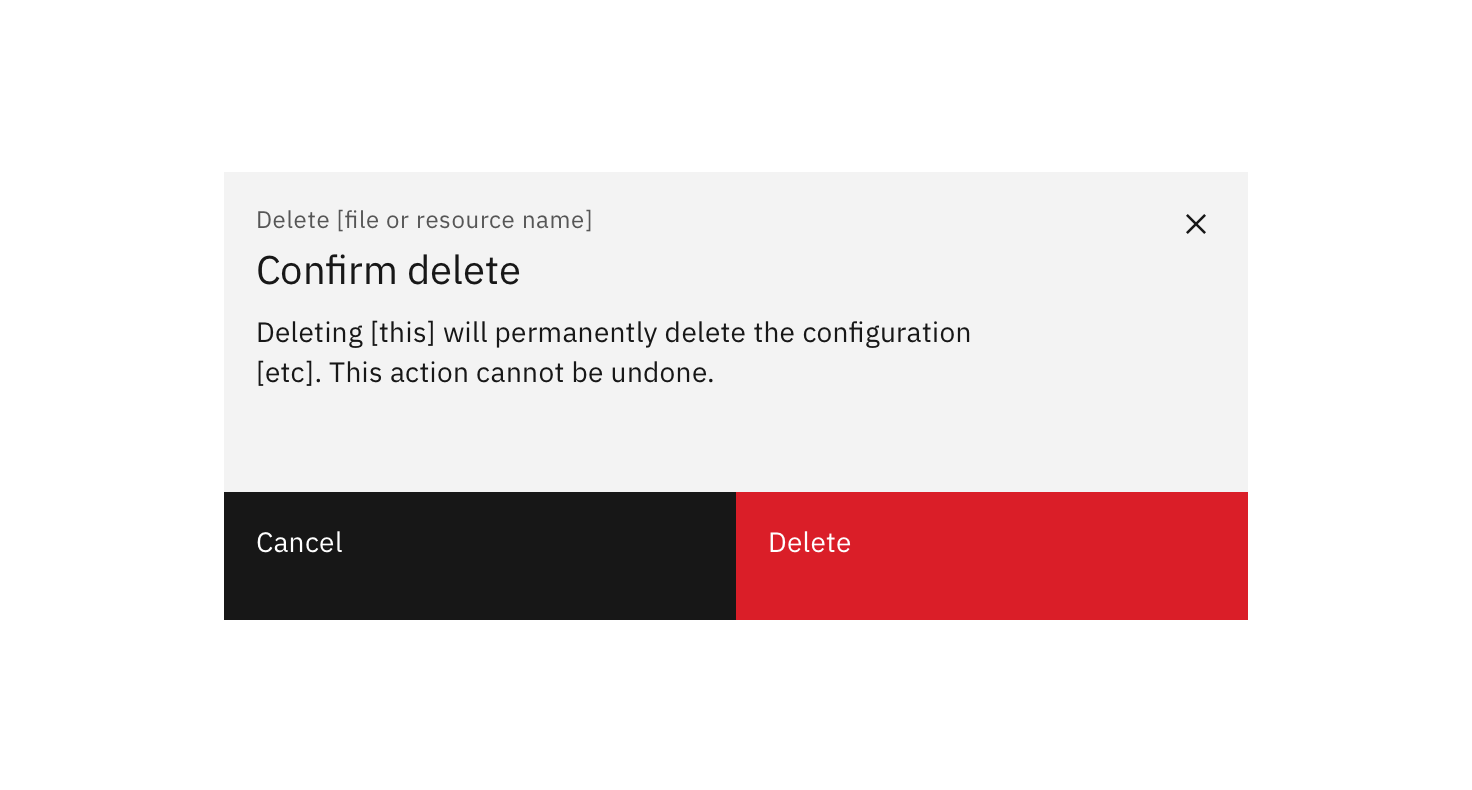 Delete [file or resource name]
Confirm delete
Deleting [this] will permanently delete the configuration
[etc]. This action cannot be undone.
Cancel
Delete